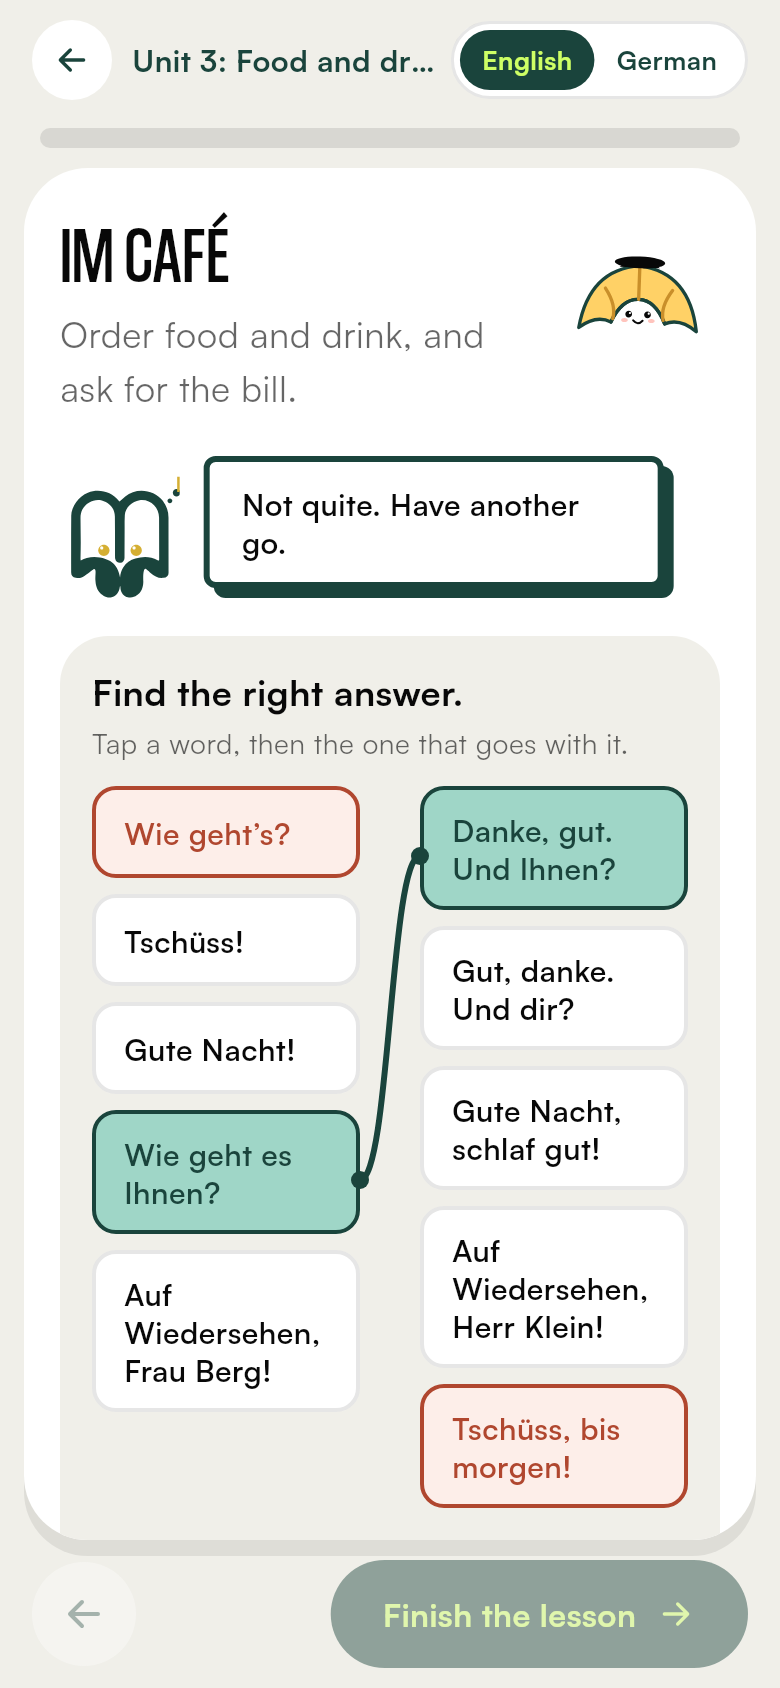 Unit 3: Food and dr...
English
German
IM CAFÉ
Order food and drink, and
ask for the bill.
Not quite. Have another
go.
Find the right answer.
Tap a word, then the one that goes with it.
Wie geht’s?
Tschüss!
Gute Nacht!
Wie geht es
Ihnen?
Auf
Wiedersehen,
Frau Berg!
Danke, gut.
Und Ihnen?
Gut, danke.
Und dir?
Gute Nacht,
schlaf gut!
Auf
Wiedersehen,
Herr Klein!
Tschüss, bis
morgen!
Finish the lesson